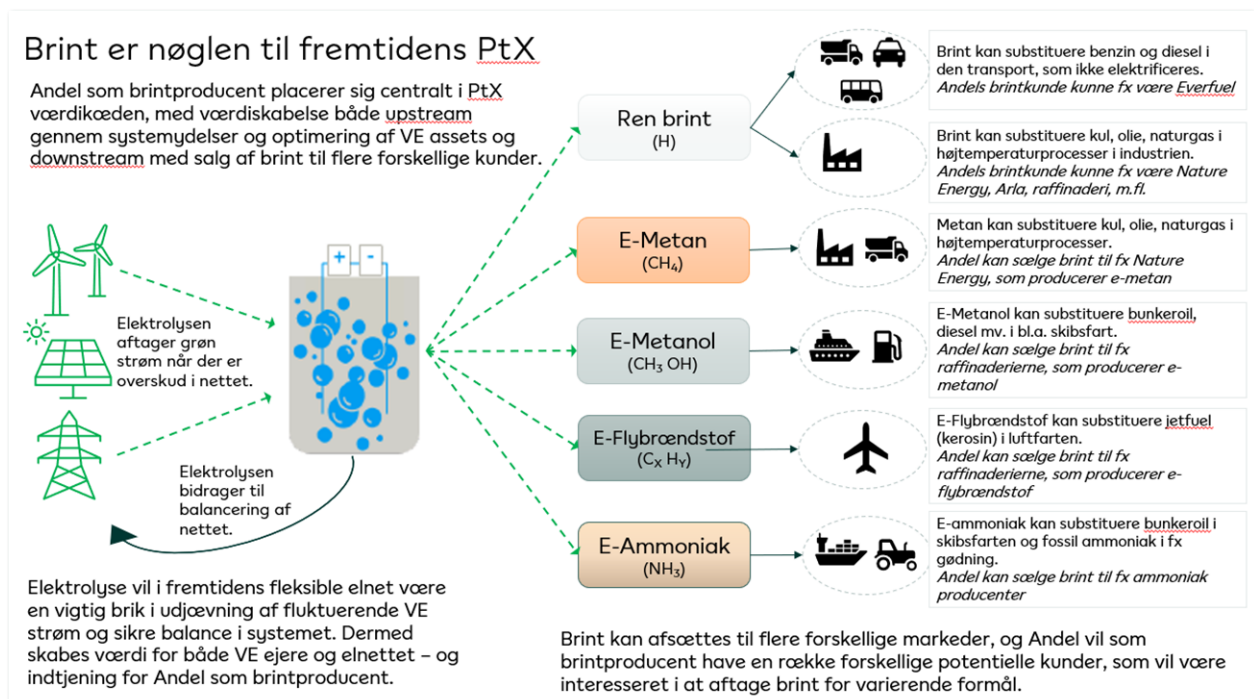 Brint er nøglen til fremtidens PtX
Andel som brintproducent placerer sig centralt i PtX
værdikæden, med værdiskabelse både upstream
gennem systemydelser og optimering af VE assets og
downstream med salg af brint til flere forskellige kunder.
Elektrolysen
aftager grøn
strøm når der er
overskud i nettet.
+ -
Elektrolysen
bidrager til
balancering af
nettet.
Elektrolyse vil i fremtidens fleksible elnet være
en vigtig brik i udjævning af fluktuerende VE
strøm og sikre balance i systemet. Dermed
skabes værdi for både VE ejere og elnettet – og
indtjening for Andel som brintproducent.
Ren brint
(H)
Brint kan substituere benzin og diesel i
den transport, som ikke elektrificeres.
Andels brintkunde kunne fx være Everfuel
Brint kan substituere kul, olie, naturgas i
højtemperaturprocesser i industrien.
Andels brintkunde kunne fx være Nature
Energy, Arla, raffinaderi, m.fl.
E-Metan
(CH₄)
Metan kan substituere kul, olie, naturgas i
højtemperaturprocesser.
Andel kan sælge brint til fx Nature
Energy, som producerer e-metan
E-Metanol
(CH₃ OH)
E-Metanol kan substituere bunkeroil,
diesel mv. i bl.a. skibsfart.
Andel kan sælge brint til fx
raffinaderierne, som producerer e-
metanol
E-Flybrændstof
(Cₓ Hᵧ)
E-Flybrændstof kan substituere jetfuel
(kerosin) i luftfarten.
Andel kan sælge brint til fx
raffinaderierne, som producerer e-
flybrændstof
E-Ammoniak
(NH₃)
E-ammoniak kan substituere bunkeroil i
skibsfarten og fossil ammoniak i fx
gødning.
Andel kan sælge brint til fx ammoniak
producenter
Brint kan afsættes til flere forskellige markeder, og Andel vil som
brintproducent have en række forskellige potentielle kunder, som vil være
interesseret i at aftage brint for varierende formål.